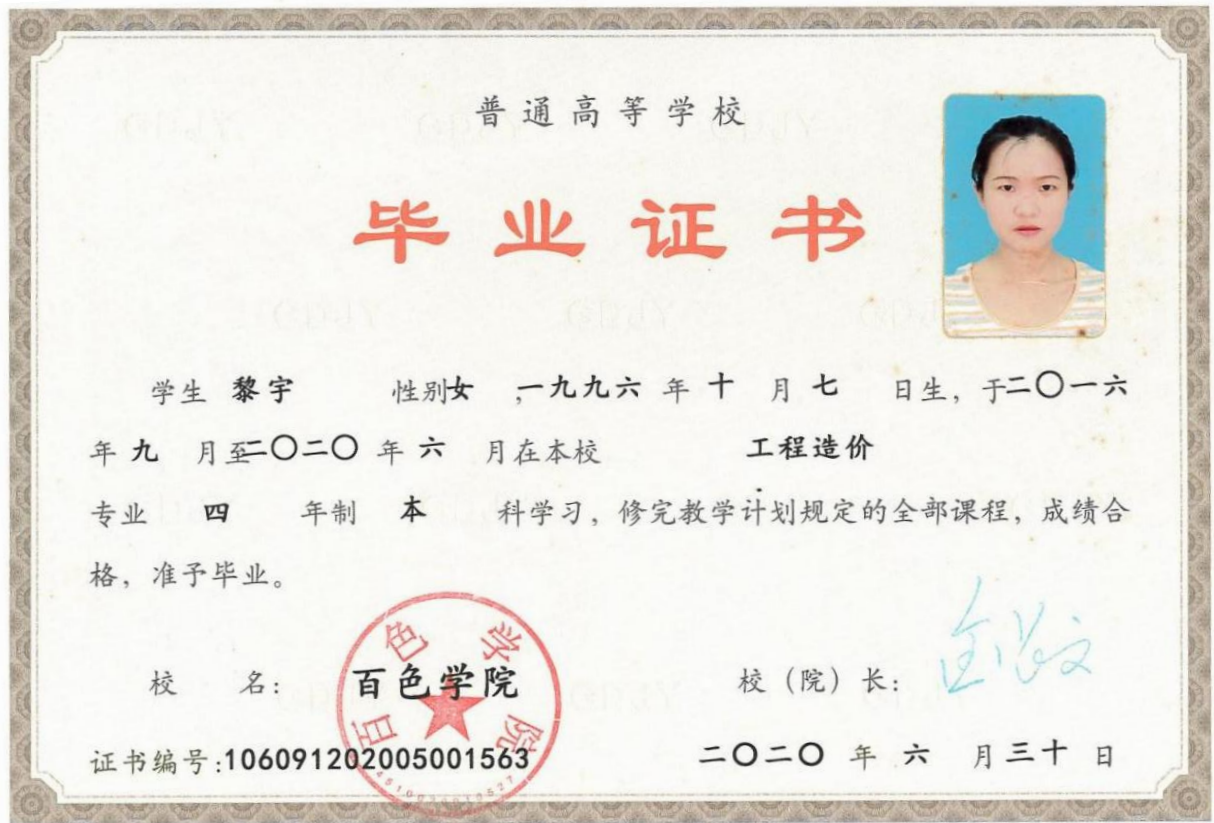 普通高等学校
毕业证书
学生 黎宇 性别女 ,一九九六 年 十 月 七 日生，于二〇一六
年 九 月至二〇二〇 年 六 月在本校 工程造价
专业 四 年制 本 科学习，修完教学计划规定的全部课程，成绩合
格，准予毕业。
百色学院
校 名： 百色学院 校（院）长：
证书编号:106091202005001563 二〇二〇 年 六 月三十 日